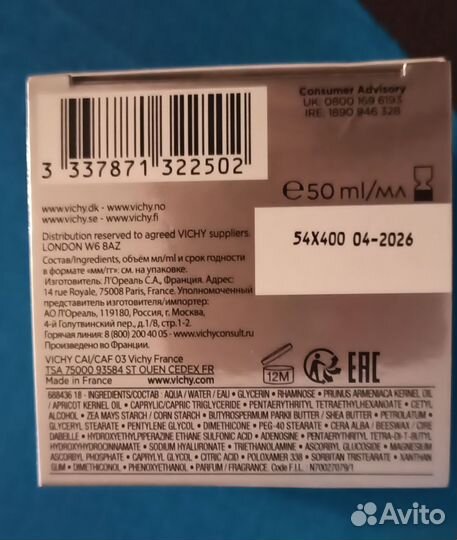 Consumer Advisory
UK: 0800 169 6193
IRE: 1890 946 328
3 337871 322502
℮50 ml/мл
www.vichy.dk - www.vichy.no
www.vichy.se - www.vichy.fi
Distribution reserved to agreed VICHY suppliers.
LONDON W6 8AZ
54X400 04-2026
Состав/Ingredients, объём мл/ml и срок годности
в формате «мм/гг»: см. на упаковке.
Изготовитель: Л'Ореаль С.А., Франция. Адрес:
14 rue Royale, 75008 Paris, France. Уполномоченный
представитель изготовителя/импортер:
АО Л'Ореаль, 119180, Россия, г. Москва,
4-й Голутвинский пер., д.1/8, стр.1-2.
Горячая линия: 8 (800) 200 40 05 - www.vichyconsult.ru
Произведено во Франции.
VICHY CAI/CAF 03 Vichy France
TSA 75000 93584 ST OUEN CEDEX FR
Made in France - www.vichy.com
12M
EAC
688436 18 - INGREDIENTS/СОСТАВ: AQUA / WATER / EAU • GLYCERIN • RHAMNOSE • PRUNUS ARMENIACA KERNEL OIL
/ APRICOT KERNEL OIL • CAPRYLIC/CAPRIC TRIGLYCERIDE • PENTAERYTHRITYL TETRAETHYLHEXANOATE • CETYL
ALCOHOL • ZEA MAYS STARCH / CORN STARCH • BUTYROSPERMUM PARKII BUTTER / SHEA BUTTER • PETROLATUM
• GLYCERYL STEARATE • PENTYLENE GLYCOL • DIMETHICONE • PEG-40 STEARATE • CERA ALBA / BEESWAX / CIRE
DABEILLE • HYDROXYETHYLPIPERAZINE ETHANE SULFONIC ACID • ADENOSINE • PENTAERYTHRITYL TETRA-DI-T-BUTYL
HYDROXYHYDROCINNAMATE • SODIUM HYALURONATE • TRIETHANOLAMINE • ASCORBYL GLUCOSIDE • MAGNESIUM
ASCORBYL PHOSPHATE • CAPRYLYL GLYCOL • CITRIC ACID • POLOXAMER 338 • SORBITAN TRISTEARATE • XANTHAN
GUM • DIMETHICONOL • PHENOXYETHANOL • PARFUM / FRAGRANCE Code F.I.L. N70027079/1
Avito